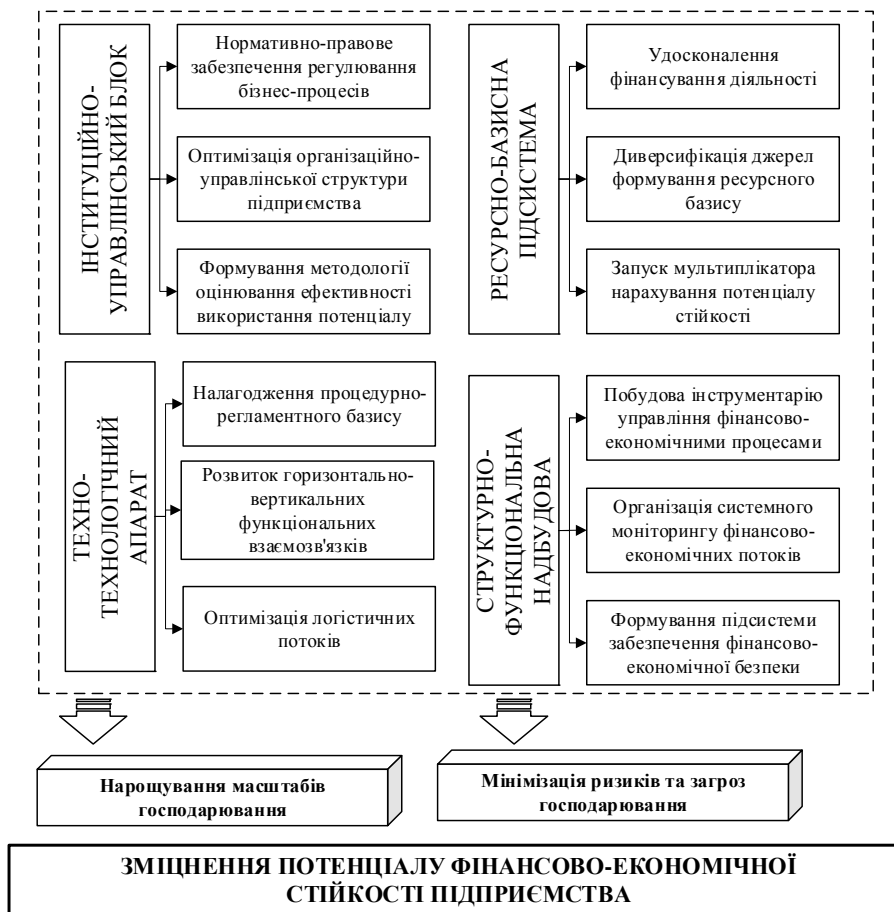 ІНСТИТУЦІЙНО-
УПРАВЛІНСЬКИЙ БЛОК
Нормативно-правове
забезпечення регулювання
бізнес-процесів
Оптимізація організаційно-
управлінської структури
підприємства
Формування методології
оцінювання ефективності
використання потенціалу
РЕСУРСНО-БАЗИСНА
ПІДСИСТЕМА
Удосконалення
фінансування діяльності
Диверсифікація джерел
формування ресурсного
базису
Запуск мультиплікатора
нарахування потенціалу
стійкості
ТЕХНО-
ТЕХНОЛОГІЧНИЙ
АПАРАТ
Налагодження процедурно-
регламентного базису
Розвиток горизонтально-
вертикальних
функціональних
взаємозв'язків
Оптимізація логістичних
потоків
СТРУКТУРНО-
ФУНКЦІОНАЛЬНА
НАДБУДОВА
Побудова інструментарію
управління фінансово-
економічними процесами
Організація системного
моніторингу фінансово-
економічних потоків
Формування підсистеми
забезпечення фінансово-
економічної безпеки
Нарощування масштабів
господарювання
Мінімізація ризиків та загроз
господарювання
ЗМІЦНЕННЯ ПОТЕНЦІАЛУ ФІНАНСОВО-ЕКОНОМІЧНОЇ
СТІЙКОСТІ ПІДПРИЄМСТВА